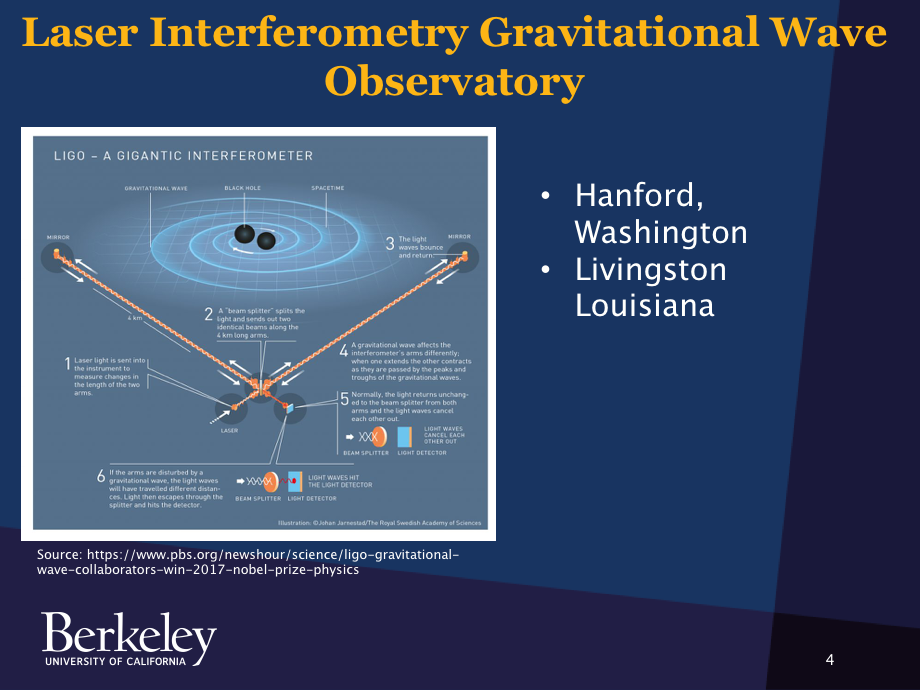 Laser Interferometry Gravitational Wave
Observatory
LIGO – A GIGANTIC INTERFEROMETER
GRAVITATIONAL WAVE
BLACK HOLE
SPACETIME
MIRROR
MIRROR
3 The light
waves bounce
and return.
4 km
2 A "beam splitter" splits the
light and sends out two
identical beams along the
4 km long arms.
1 Laser light is sent into
the instrument to
measure changes in
the length of the two
arms.
4 A gravitational wave affects the
interferometer's arms differently;
when one extends the other contracts
as they are passed by the peaks and
troughs of the gravitational waves.
5 Normally, the light returns unchang-
ed to the beam splitter from both
arms and the light waves cancel
each other out.
LASER
LIGHT WAVES
CANCEL EACH
OTHER OUT
BEAM SPLITTER
LIGHT DETECTOR
6 If the arms are disturbed by a
gravitational wave, the light waves
will have travelled different distan-
ces. Light then escapes through the
splitter and hits the detector.
LIGHT WAVES HIT
THE LIGHT DETECTOR
BEAM SPLITTER
LIGHT DETECTOR
Illustration: ©Johan Jarnestad/The Royal Swedish Academy of Sciences
• Hanford,
Washington
• Livingston
Louisiana
Source: https://www.pbs.org/newshour/science/ligo-gravitational-
wave-collaborators-win-2017-nobel-prize-physics
Berkeley
UNIVERSITY OF CALIFORNIA
4